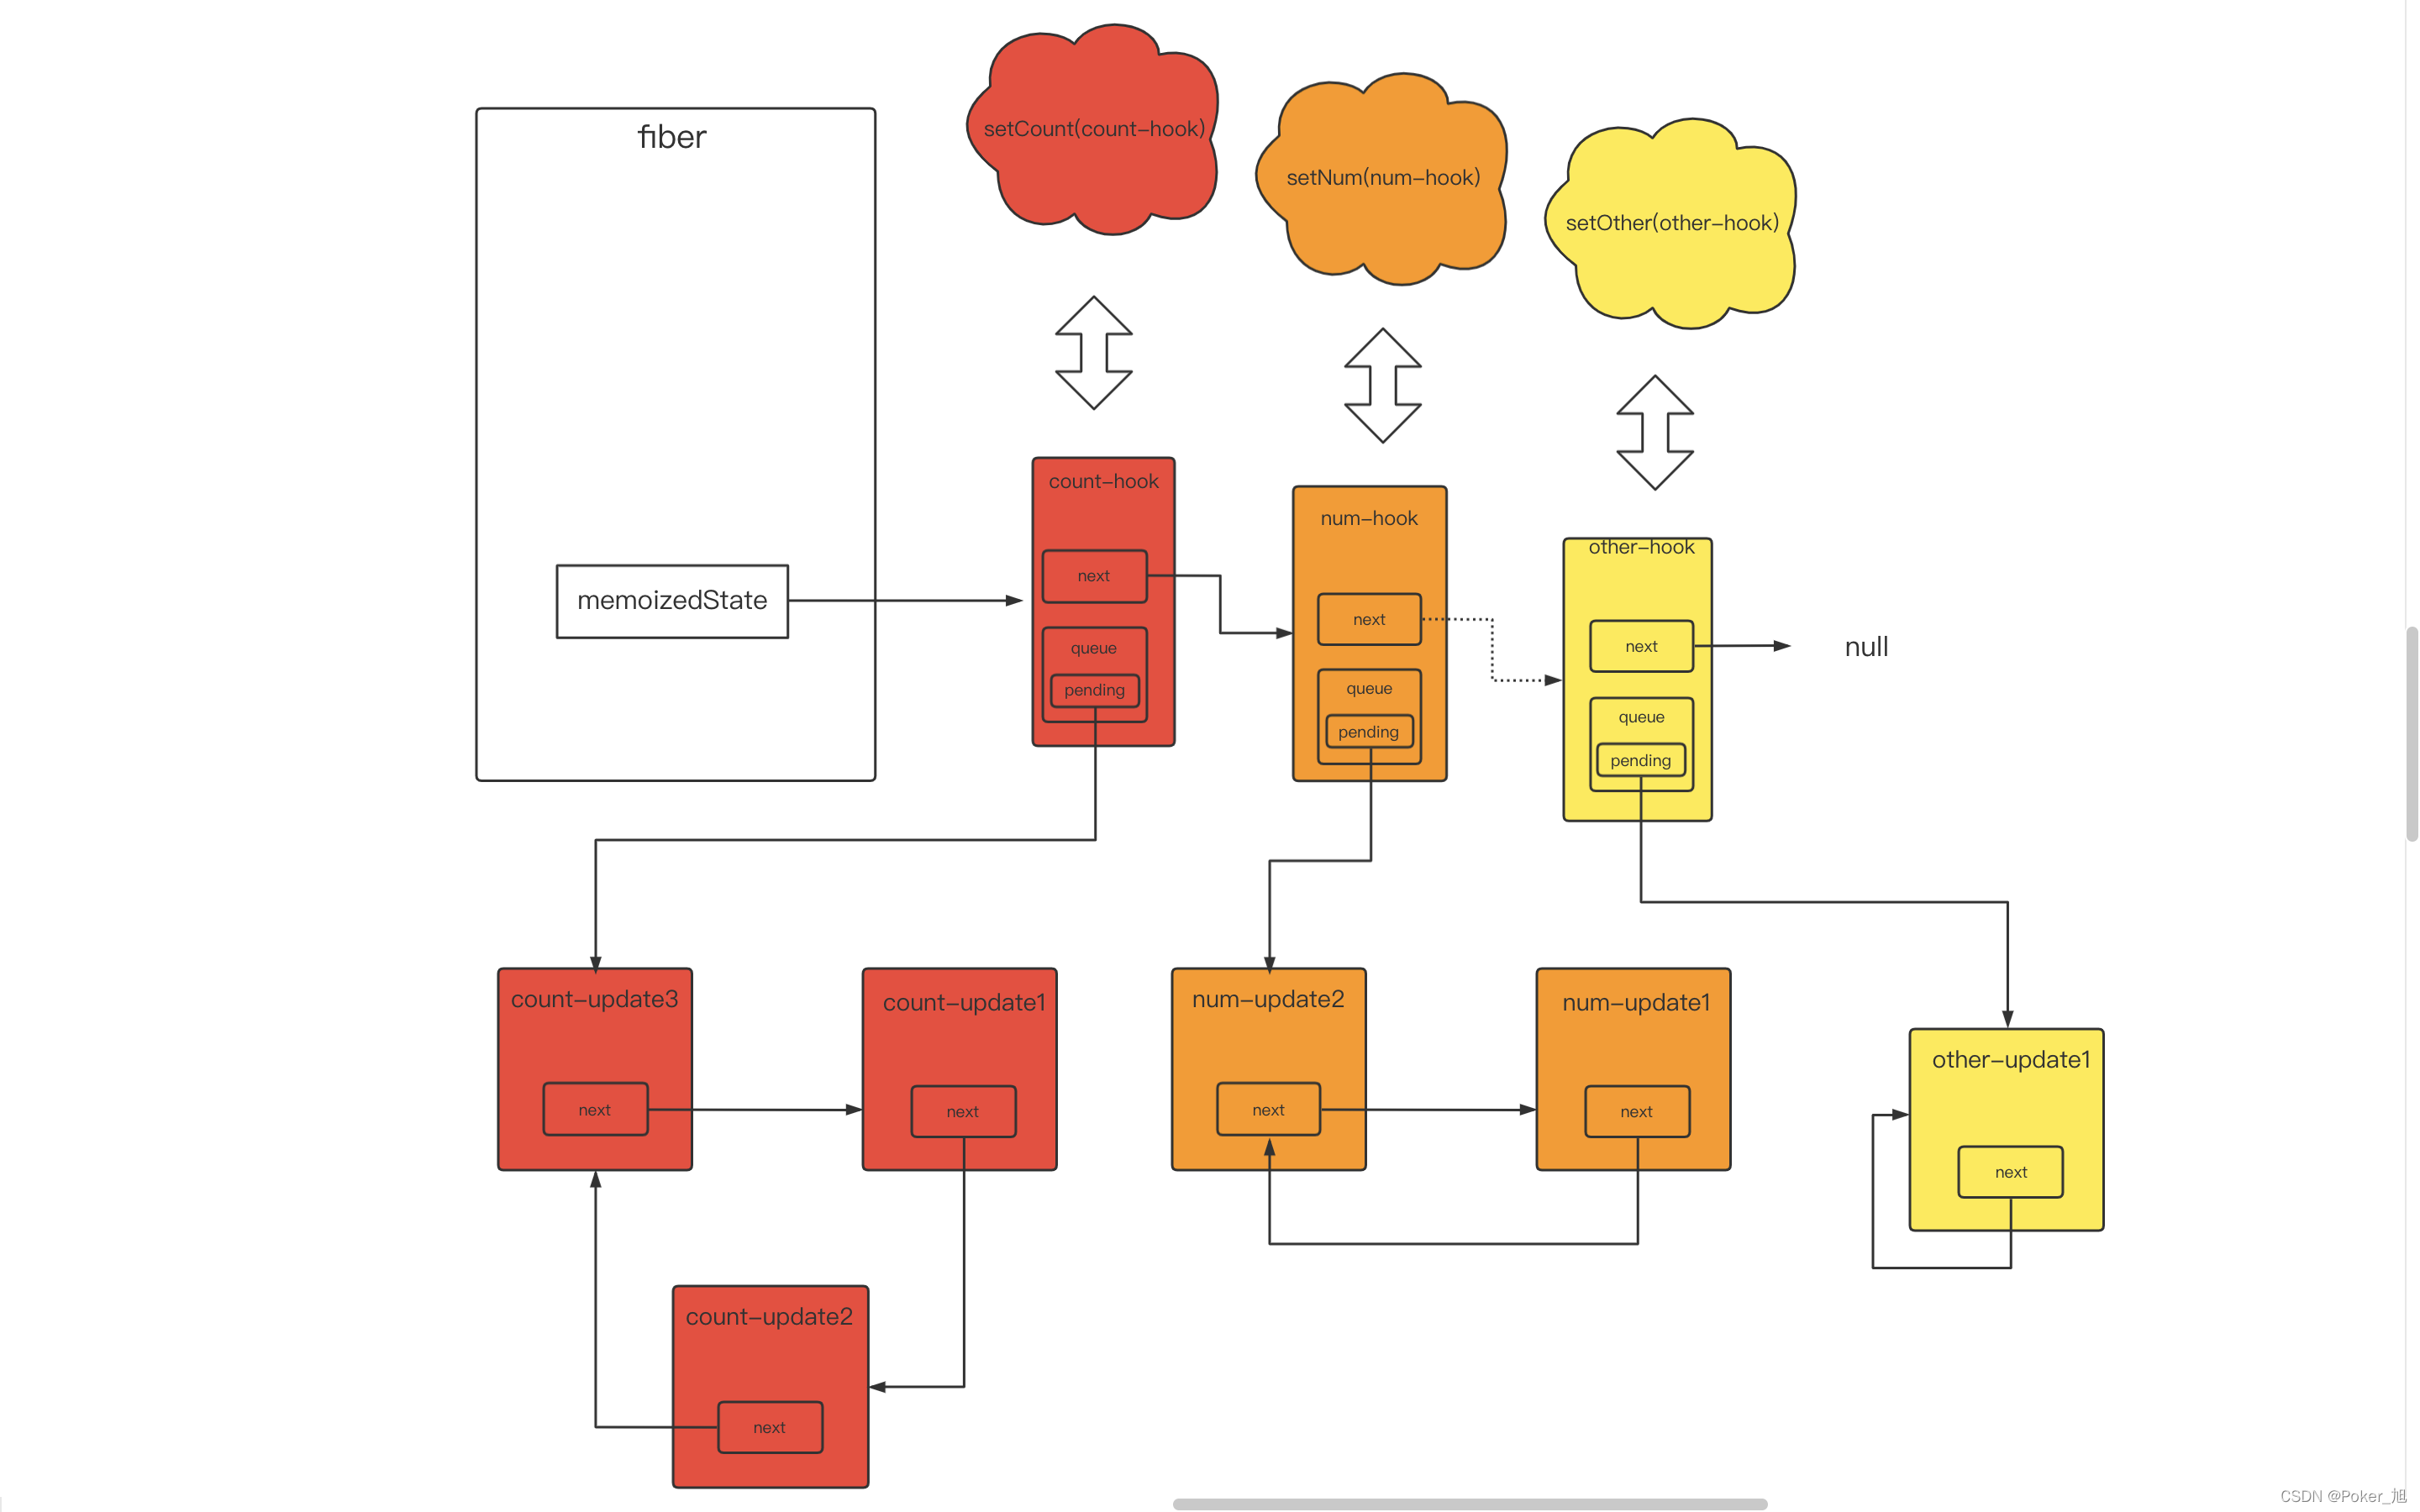 fiber
memoizedState
setCount(count-hook)
setNum(num-hook)
setOther(other-hook)
count-hook
next
queue
pending
num-hook
next
queue
pending
other-hook
next
queue
pending
null
count-update3
next
count-update1
next
count-update2
next
num-update2
next
num-update1
next
other-update1
next
CSDN @Poker_旭